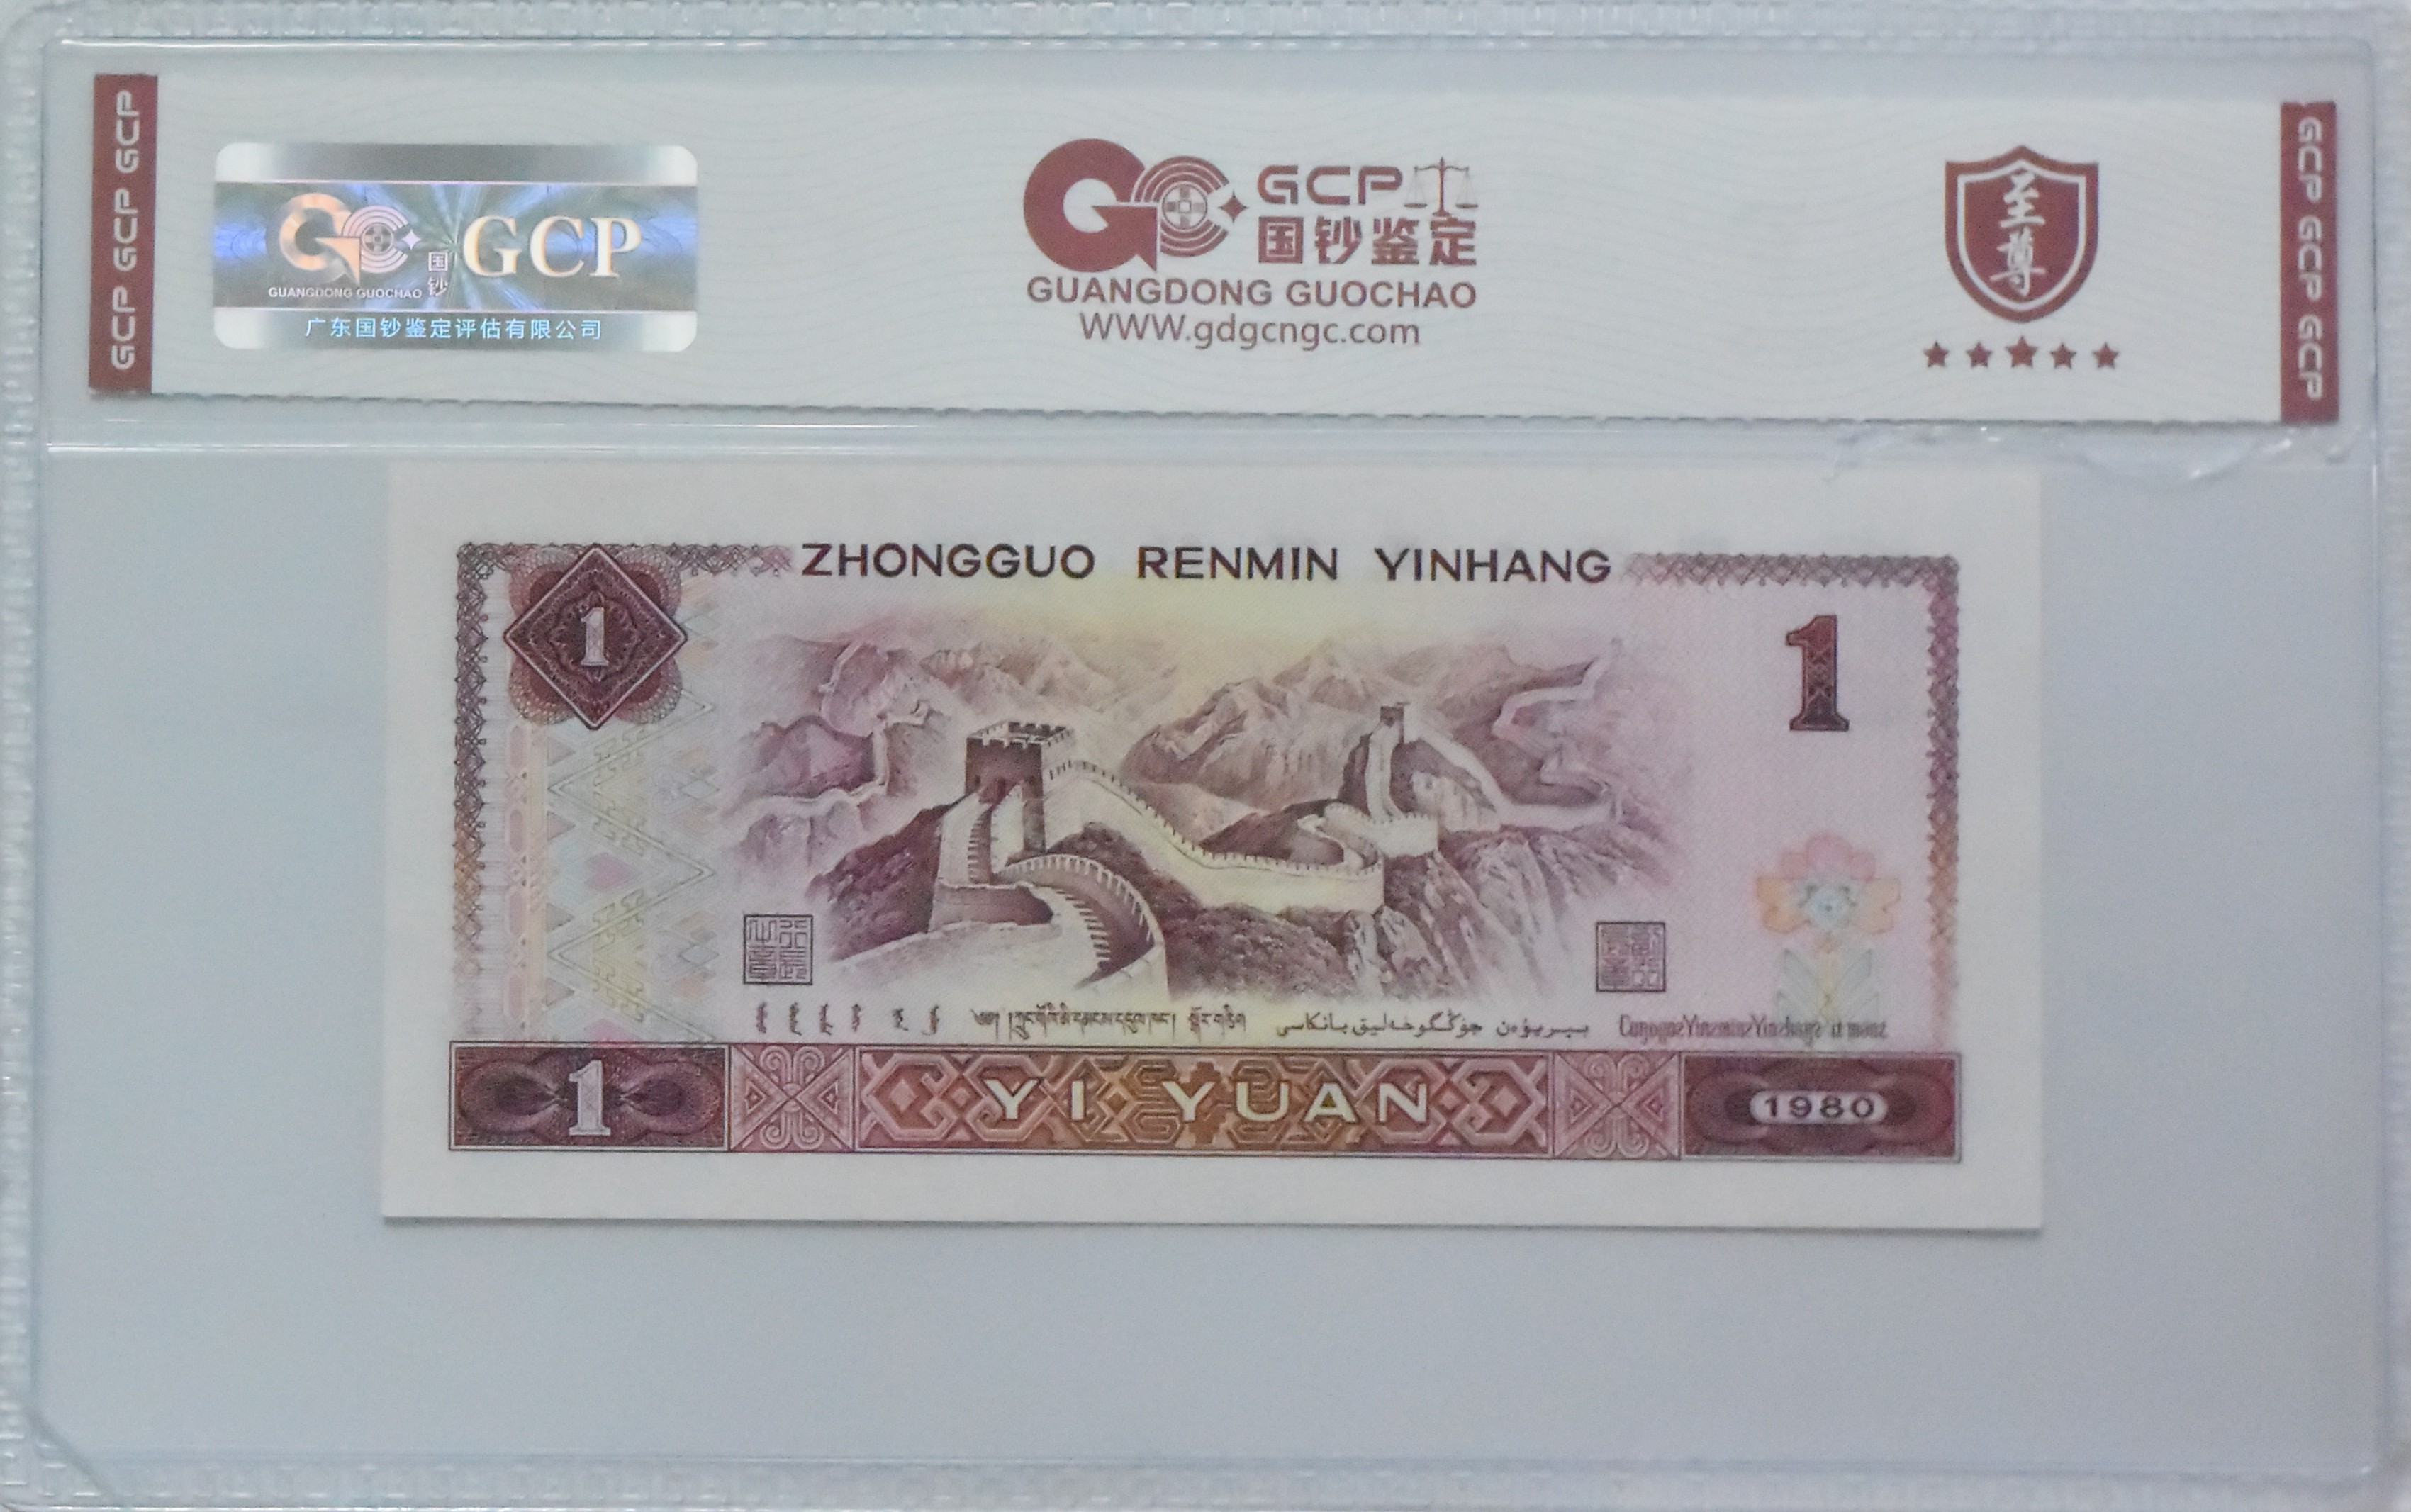 GCP GCP GCP
国钞
GCP
GUANGDONG GUOCHAO
广东国钞鉴定评估有限公司
GCP
国钞鉴定
GUANGDONG GUOCHAO
WWW.gdgcngc.com
至尊
GCP GCP GCP
ZHONGGUO RENMIN YINHANG
1
1
1
YI YUAN
1980